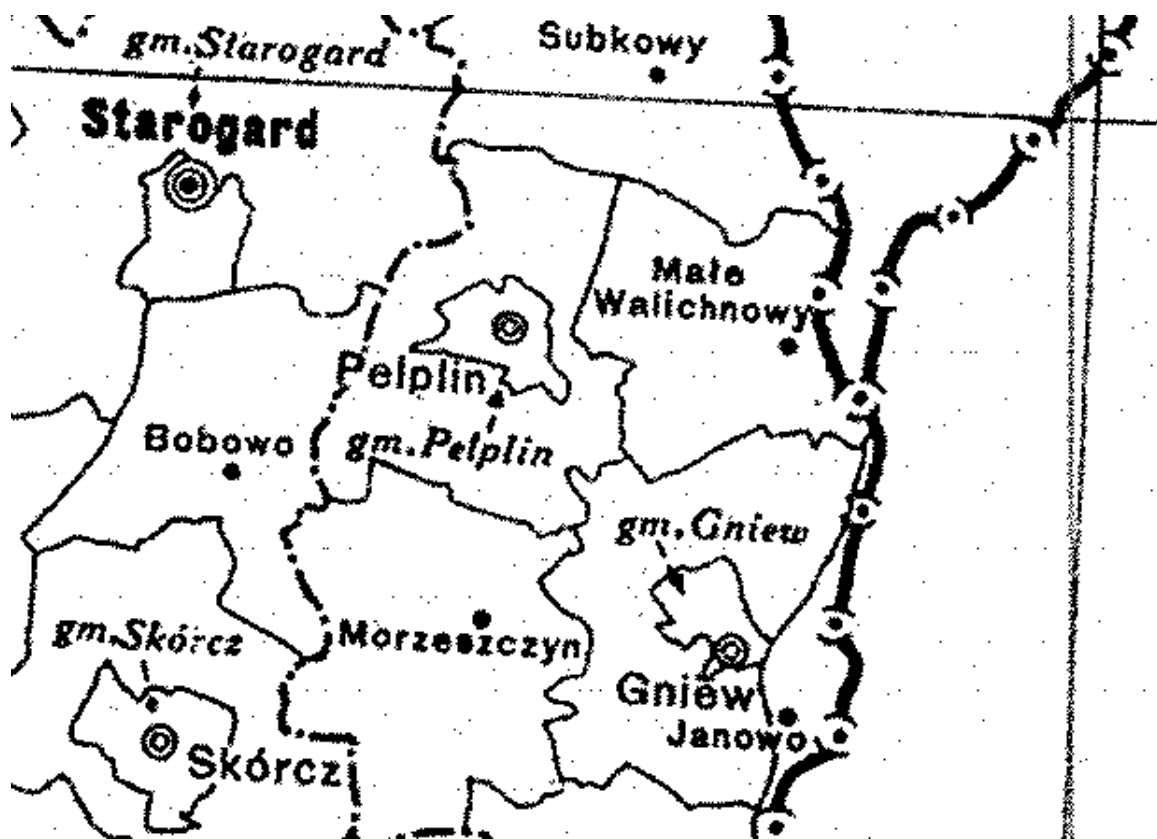 gm.Starogard
Subkowy
Starogard
Małe
Walichnowy
Pelplin
gm.Pelplin
Bobowo
gm.Gniew
gm.Skórcz
Morzeszczyn
Gniew
Janowo
Skórcz